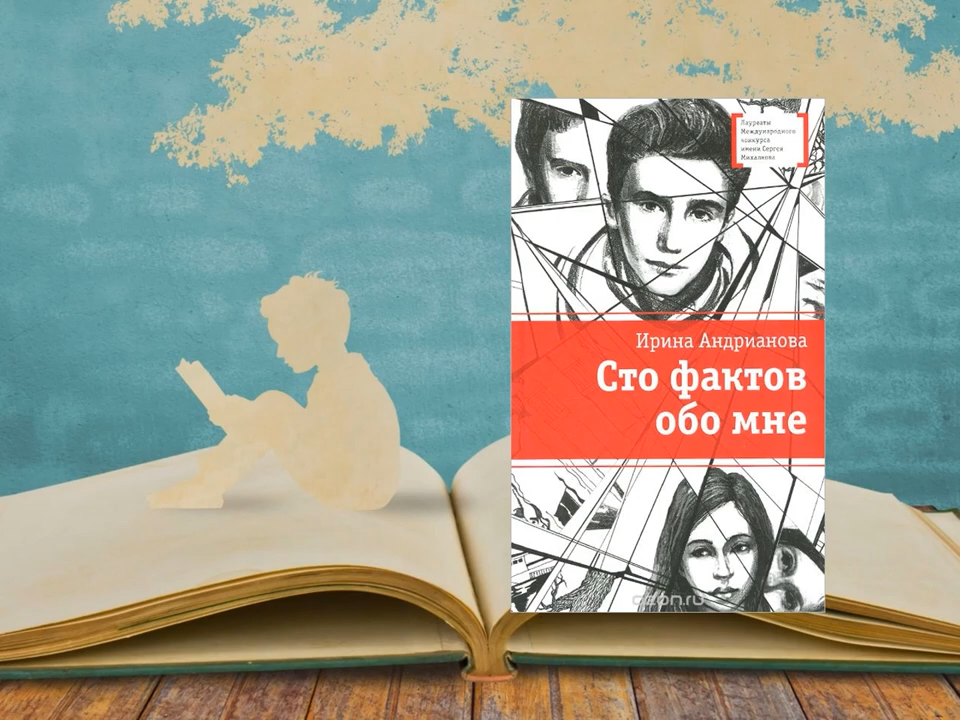 Лауреаты
Международного
конкурса
имени Сергея
Михалкова
Ирина Андрианова
Сто фактов
обо мне
ozon.ru